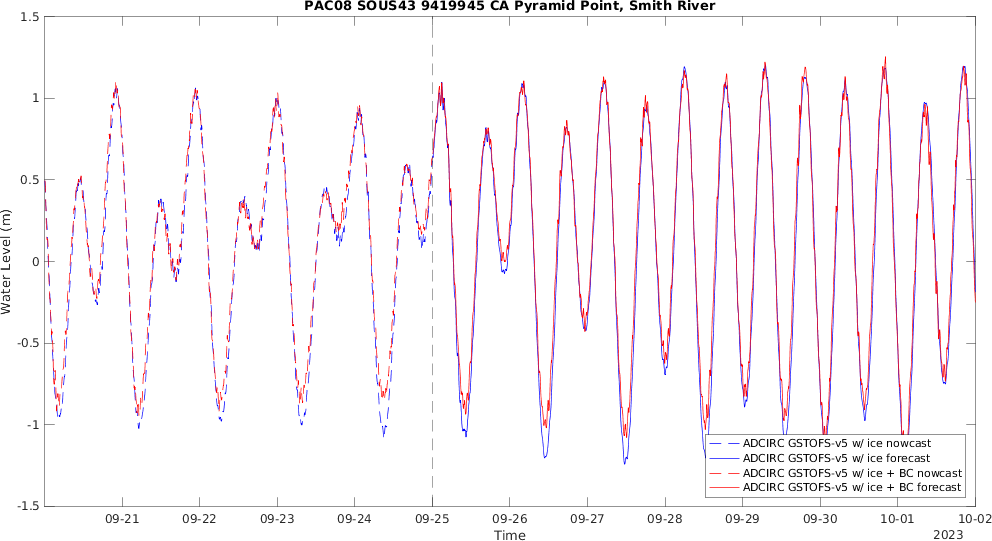 PAC08 SOUS43 9419945 CA Pyramid Point, Smith River
1.5
1
0.5
0
-0.5
-1
-1.5
Water Level (m)
09-21
09-22
09-23
09-24
09-25
09-26
09-27
09-28
09-29
09-30
10-01
10-02
Time
2023
ADCIRC GSTOFS-v5 w/ ice nowcast
ADCIRC GSTOFS-v5 w/ ice forecast
ADCIRC GSTOFS-v5 w/ ice + BC nowcast
ADCIRC GSTOFS-v5 w/ ice + BC forecast